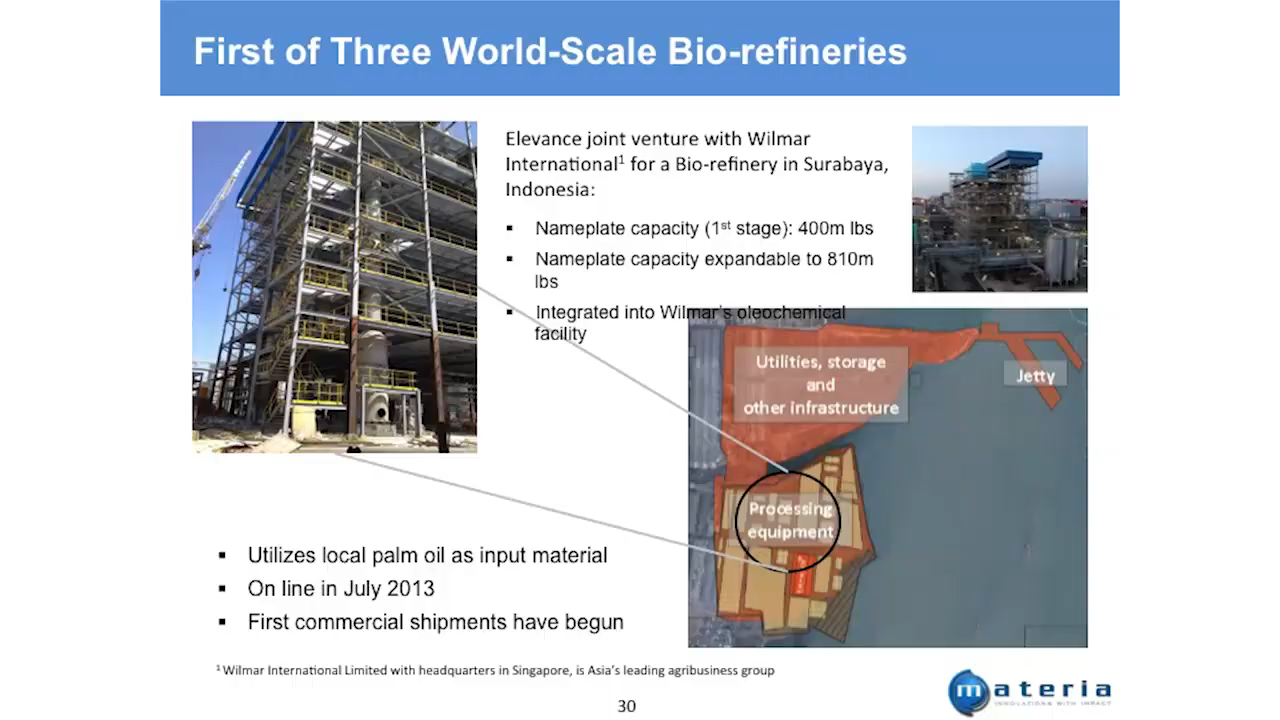 First of Three World-Scale Bio-refineries
Elevance joint venture with Wilmar
International¹ for a Bio-refinery in Surabaya,
Indonesia:
▪ Nameplate capacity (1st stage): 400m lbs
▪ Nameplate capacity expandable to 810m
lbs
▪ Integrated into Wilmar's oleochemical
facility
Utilities, storage
and
other infrastructure
Jetty
Processing
equipment
▪ Utilizes local palm oil as input material
▪ On line in July 2013
▪ First commercial shipments have begun
¹ Wilmar International Limited with headquarters in Singapore, is Asia's leading agribusiness group
30
materia
INNOVATIONS WITH IMPACT